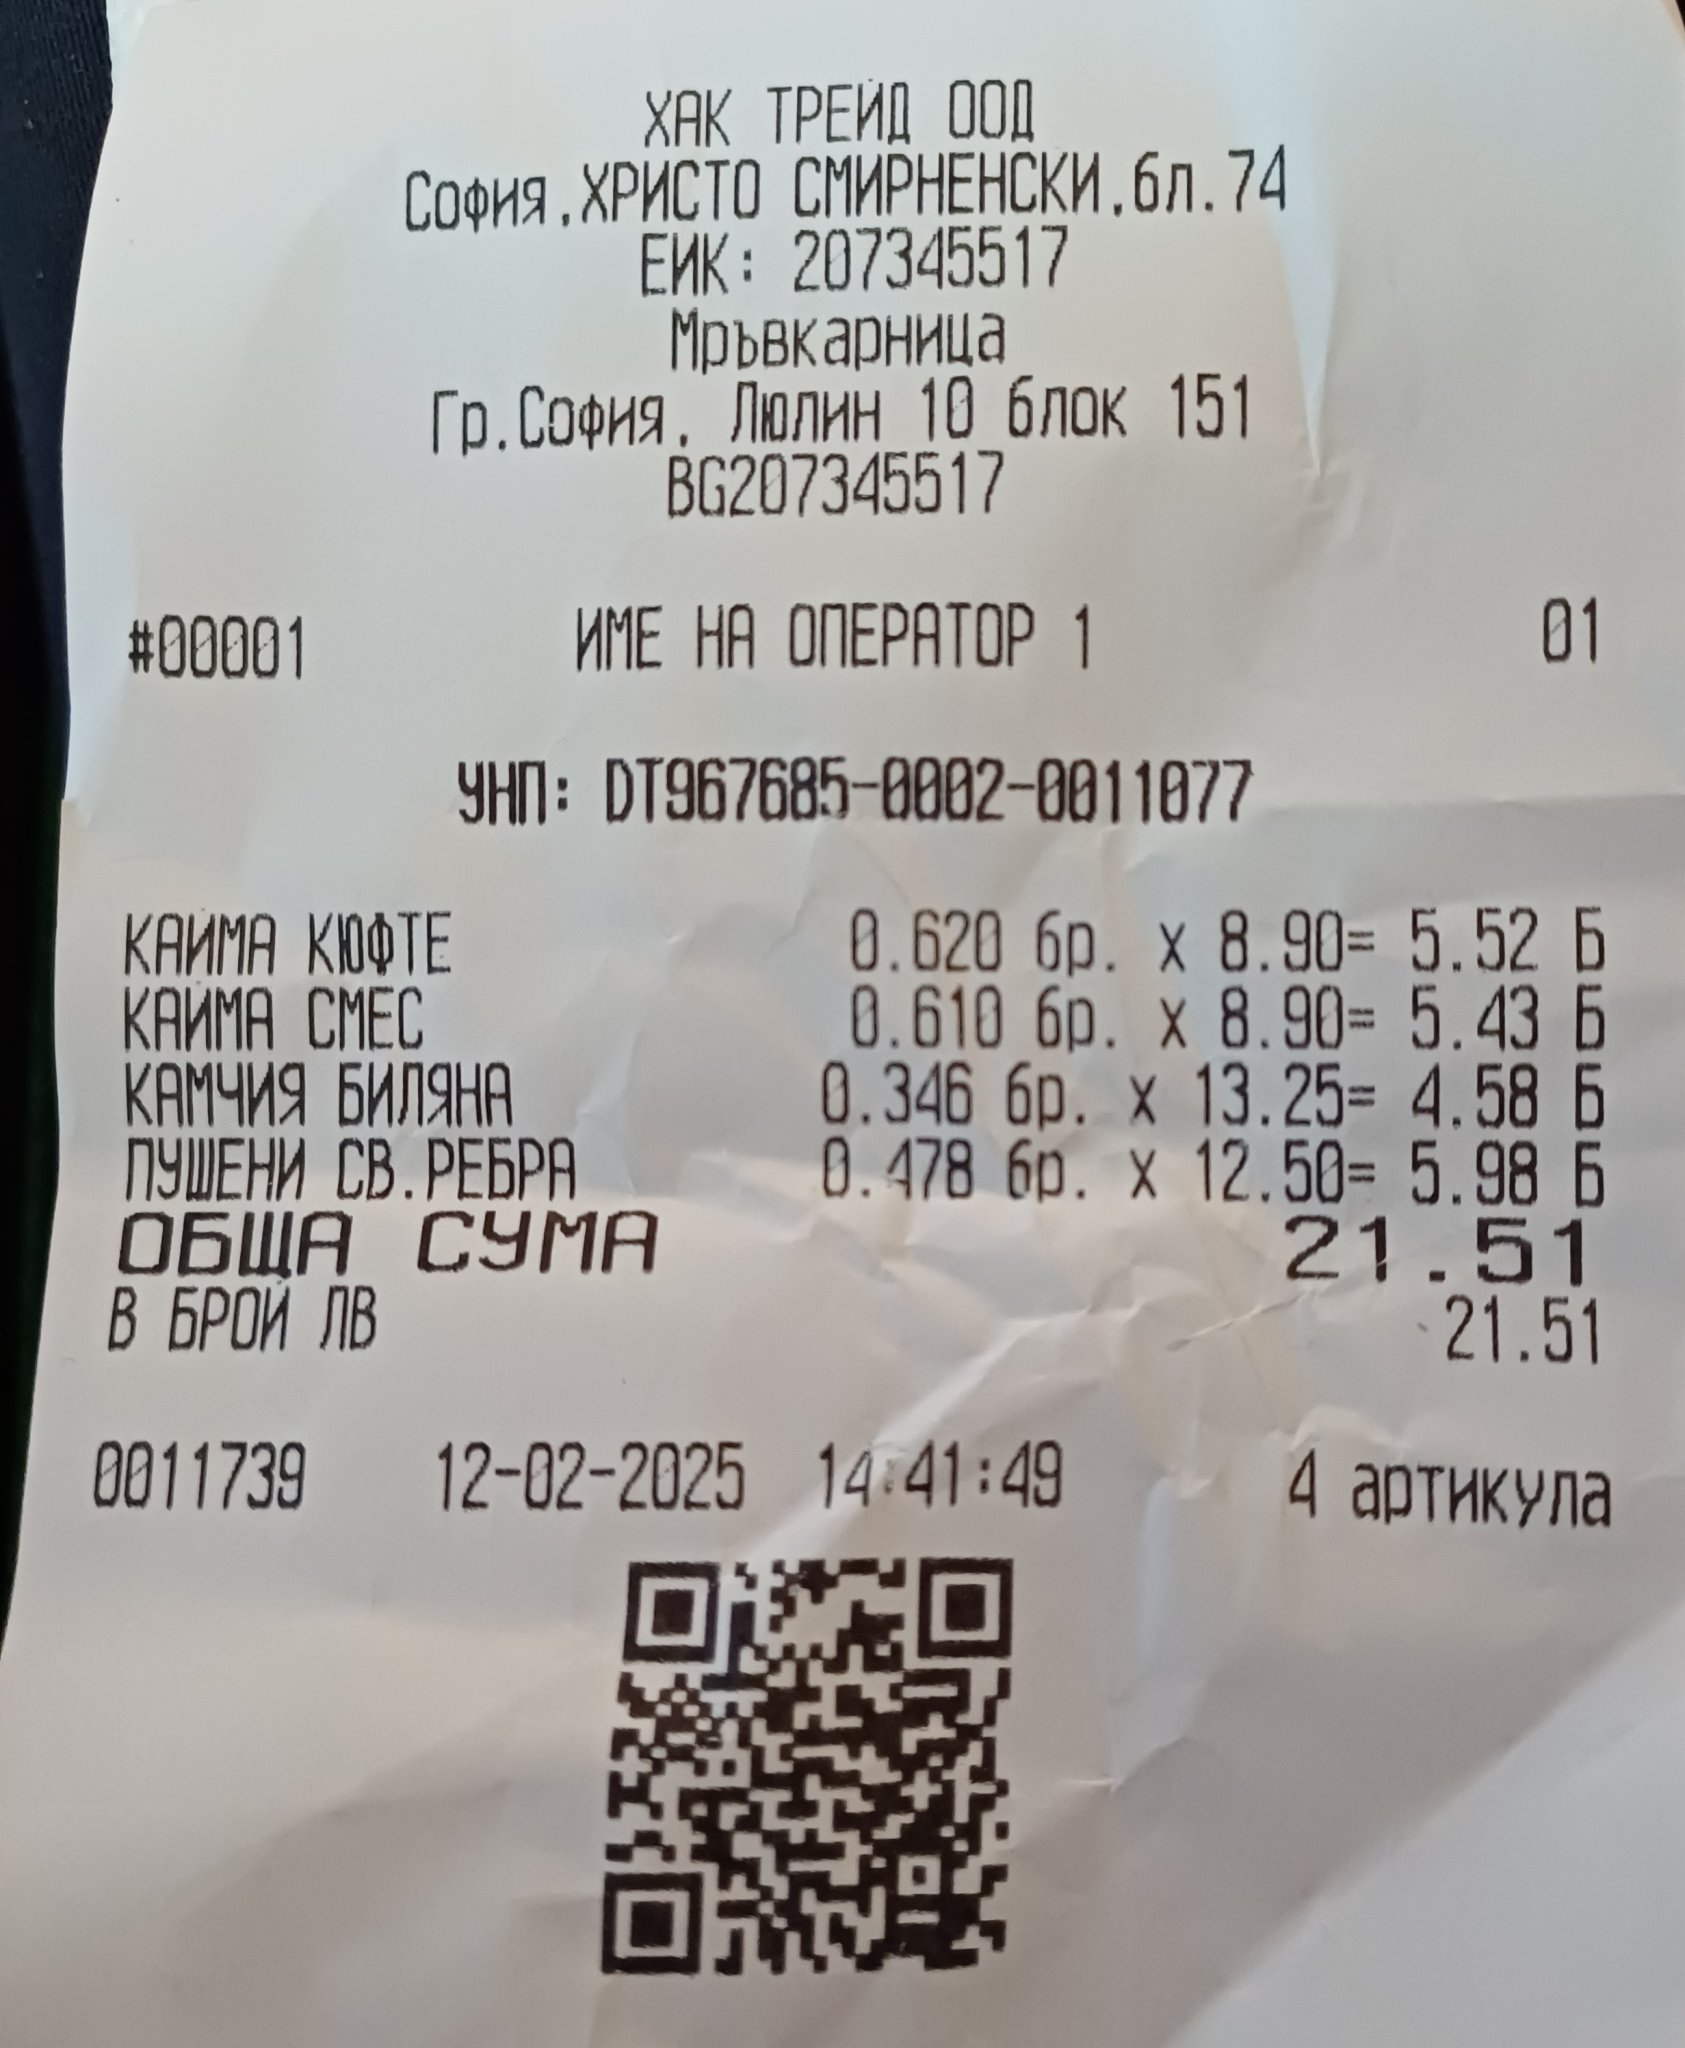 ХАК ТРЕЙД ООД
София.ХРИСТО СМИРНЕНСКИ.бл.74
ЕИК: 207345517
Мръвкарница
Гр.София. Люлин 10 блок 151
BG207345517
#00001 ИМЕ НА ОПЕРАТОР 1 01
УНП: DT967685-0002-0011077
КАЙМА КЮФТЕ 0.620 бр. x 8.90= 5.52 Б
КАЙМА СМЕС 0.610 бр. x 8.90= 5.43 Б
КАМЧИЯ БИЛЯНА 0.346 бр. x 13.25= 4.58 Б
ПУШЕНИ СВ.РЕБРА 0.478 бр. x 12.50= 5.98 Б
ОБЩА СУМА 21.51
В БРОЙ ЛВ 21.51
0011739 12-02-2025 14:41:49 4 артикула